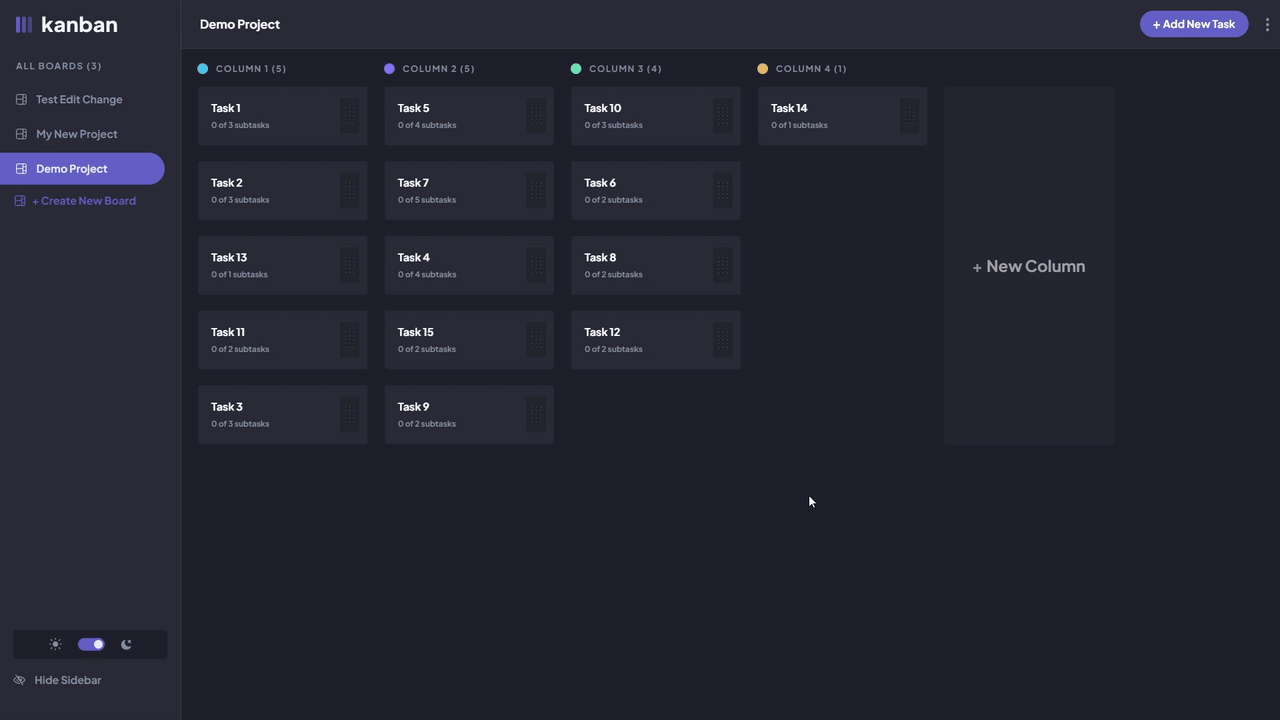 kanban
ALL BOARDS (3)
Test Edit Change
My New Project
Demo Project
+ Create New Board
Hide Sidebar
Demo Project
+ Add New Task
COLUMN 1 (5)
Task 1
0 of 3 subtasks
Task 2
0 of 3 subtasks
Task 13
0 of 1 subtasks
Task 11
0 of 2 subtasks
Task 3
0 of 3 subtasks
COLUMN 2 (5)
Task 5
0 of 4 subtasks
Task 7
0 of 5 subtasks
Task 4
0 of 4 subtasks
Task 15
0 of 2 subtasks
Task 9
0 of 2 subtasks
COLUMN 3 (4)
Task 10
0 of 3 subtasks
Task 6
0 of 2 subtasks
Task 8
0 of 2 subtasks
Task 12
0 of 2 subtasks
COLUMN 4 (1)
Task 14
0 of 1 subtasks
+ New Column